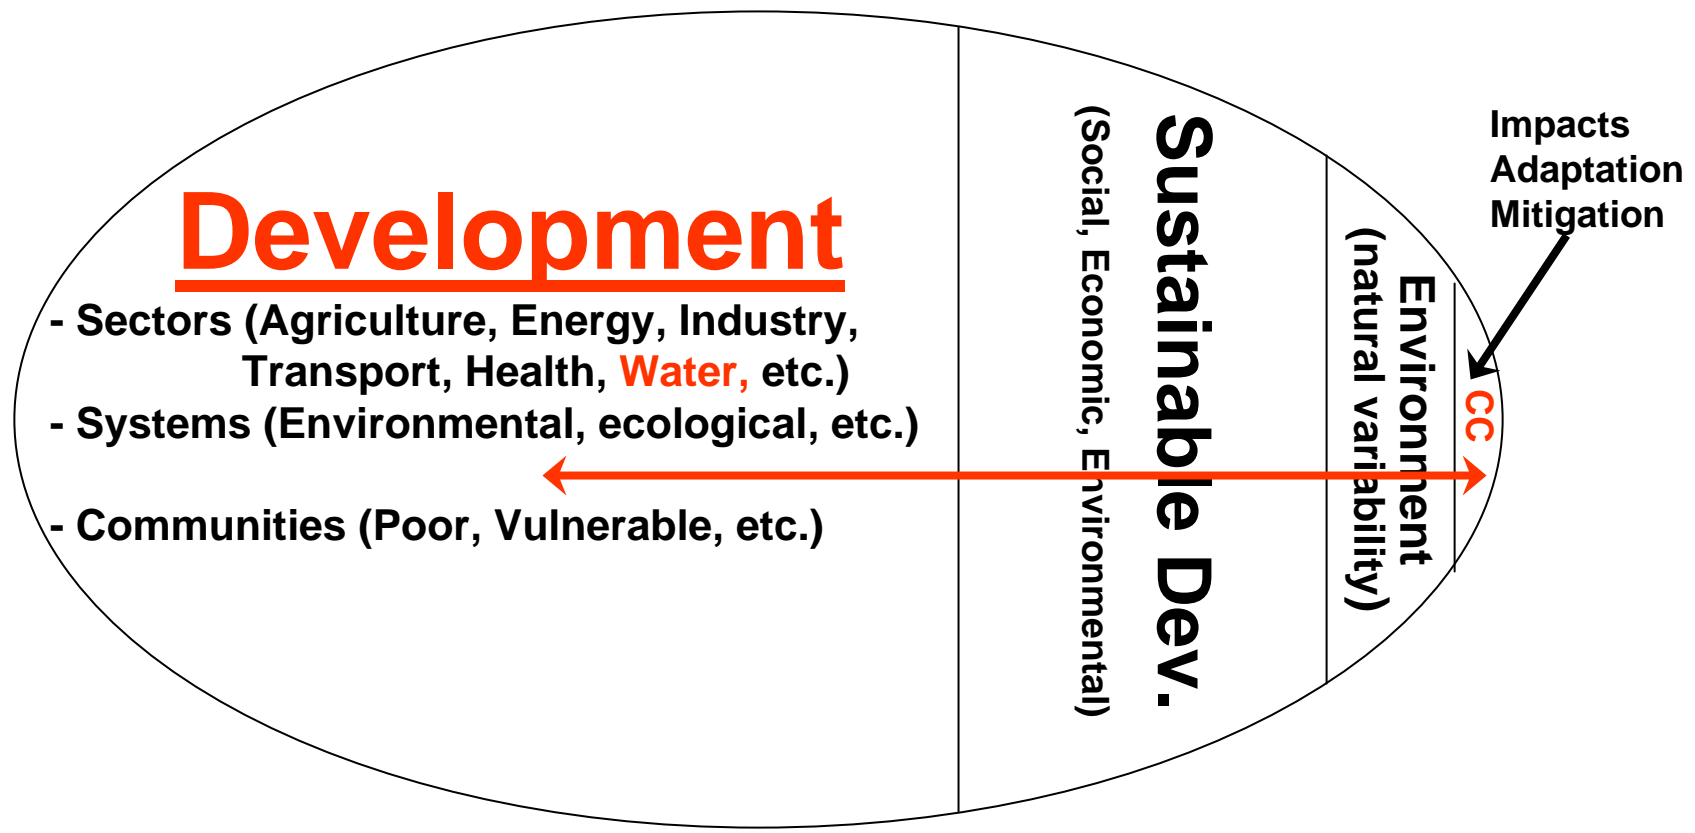 Development
- Sectors (Agriculture, Energy, Industry,
Transport, Health, Water, etc.)
- Systems (Environmental, ecological, etc.)
- Communities (Poor, Vulnerable, etc.)
Sustainable Dev.
(Social, Economic, Environmental)
Environment
(natural variability)
CC
Impacts
Adaptation
Mitigation